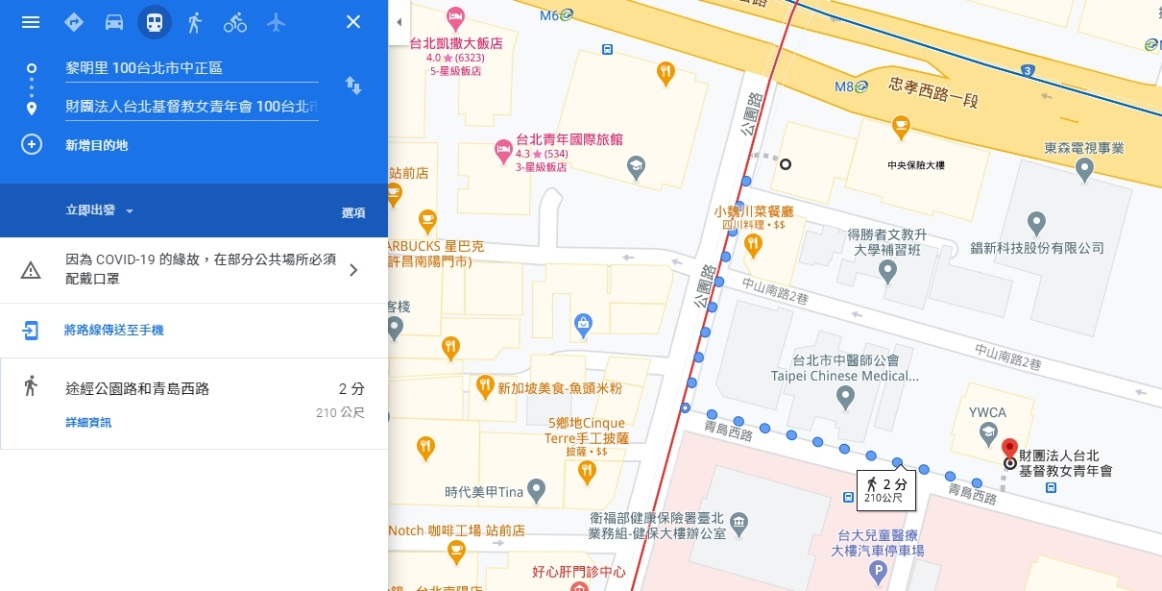 黎明里 100台北市中正區
財團法人台北基督教女青年會 100台北市
新增目的地
立即出發
選項
因為 COVID-19 的緣故，在部分公共場所必須
配戴口罩
將路線傳送至手機
途經公園路和青島西路
2 分
210 公尺
詳細資訊
M6
台北凱撒大飯店
4.0 ★ (6323)
5-星級飯店
公園路
3
M8
忠孝西路一段
台北青年國際旅館
4.3 ★ (534)
3-星級飯店
中央保險大樓
東森電視事業
站前店
小魏川菜餐廳
四川料理・$$
ARBUCKS 星巴克
許昌南陽門市)
得勝者文教升
大學補習班
錩新科技股份有限公司
公園路
中山南路2巷
客棧
中山南路2巷
台北市中醫師公會
Taipei Chinese Medical...
新加坡美食-魚頭米粉
5鄉地Cinque
Terre手工披薩
披薩・$$
青島西路
YWCA
財團法人台北
基督教女青年會
2 分
210公尺
青島西路
時代美甲Tina
衛福部健康保險署臺北
業務組-健保大樓辦公室
Notch 咖啡工場 站前店
台大兒童醫療
大樓汽車停車場
P
好心肝門診中心
台北南陽店